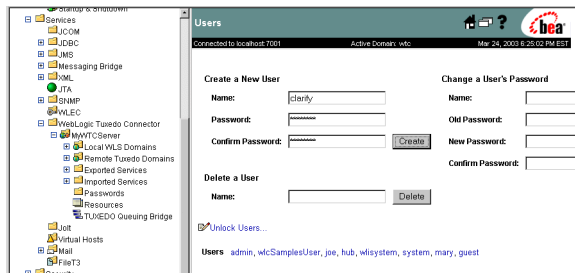 Startup & Shutdown
Services
JCOM
JDBC
JMS
Messaging Bridge
XML
JTA
SNMP
WLEC
WebLogic Tuxedo Connector
MyWTCServer
Local WLS Domains
Remote Tuxedo Domains
Exported Services
Imported Services
Passwords
Resources
TUXEDO Queuing Bridge
Jolt
Virtual Hosts
Mail
FileT3
Security
Users
?
bea
Connected to localhost:7001 Active Domain: wtc Mar 24, 2003 6:25:02 PM EST
Create a New User
Name: clarify
Password: ********
Confirm Password: ******** Create
Delete a User
Name: Delete
Unlock Users...
Users admin, wlcSamplesUser, joe, hub, wlisystem, system, mary, guest
Change a User's Password
Name:
Old Password:
New Password:
Confirm Password: